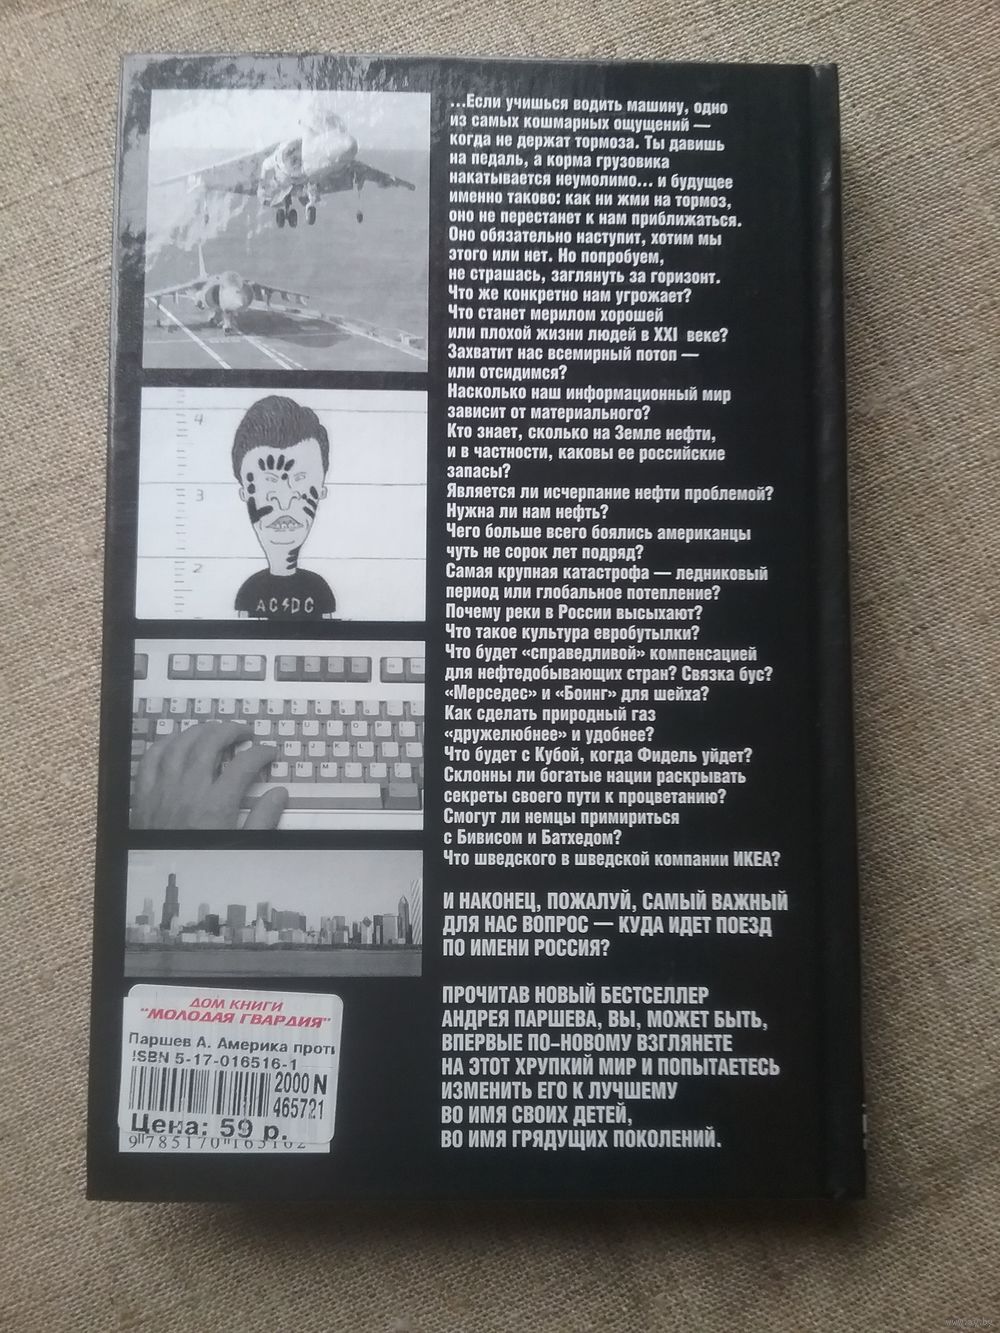 ...Если учишься водить машину, одно
из самых кошмарных ощущений —
когда не держат тормоза. Ты давишь
на педаль, а корма грузовика
накатывается неумолимо... и будущее
именно таково: как ни жми на тормоз,
оно не перестанет к нам приближаться.
Оно обязательно наступит, хотим мы
этого или нет. Но попробуем,
не страшась, заглянуть за горизонт.
Что же конкретно нам угрожает?
Что станет мерилом хорошей
или плохой жизни людей в XXI веке?
Захватит нас всемирный потоп —
или отсидимся?
Насколько наш информационный мир
зависит от материального?
Кто знает, сколько на Земле нефти,
и в частности, каковы ее российские
запасы?
Является ли исчерпание нефти проблемой?
Нужна ли нам нефть?
Чего больше всего боялись американцы
чуть не сорок лет подряд?
Самая крупная катастрофа — ледниковый
период или глобальное потепление?
Почему реки в России высыхают?
Что такое культура евробутылки?
Что будет «справедливой» компенсацией
для нефтедобывающих стран? Связка бус?
«Мерседес» и «Боинг» для шейха?
Как сделать природный газ
«дружелюбнее» и удобнее?
Что будет с Кубой, когда Фидель уйдет?
Склонны ли богатые нации раскрывать
секреты своего пути к процветанию?
Смогут ли немцы примириться
с Бивисом и Батхедом?
Что шведского в шведской компании ИКЕА?
И НАКОНЕЦ, ПОЖАЛУЙ, САМЫЙ ВАЖНЫЙ
ДЛЯ НАС ВОПРОС — КУДА ИДЕТ ПОЕЗД
ПО ИМЕНИ РОССИЯ?
ПРОЧИТАВ НОВЫЙ БЕСТСЕЛЛЕР
АНДРЕЯ ПАРШЕВА, ВЫ, МОЖЕТ БЫТЬ,
ВПЕРВЫЕ ПО-НОВОМУ ВЗГЛЯНЕТЕ
НА ЭТОТ ХРУПКИЙ МИР И ПОПЫТАЕТЕСЬ
ИЗМЕНИТЬ ЕГО К ЛУЧШЕМУ
ВО ИМЯ СВОИХ ДЕТЕЙ,
ВО ИМЯ ГРЯДУЩИХ ПОКОЛЕНИЙ.
4
3
2
AC⚡DC
ДОМ КНИГИ
"МОЛОДАЯ ГВАРДИЯ"
Паршев А. Америка проти
ISBN 5-17-016516-1
2000 N
465721
Цена: 59 р.
9 785170 165162